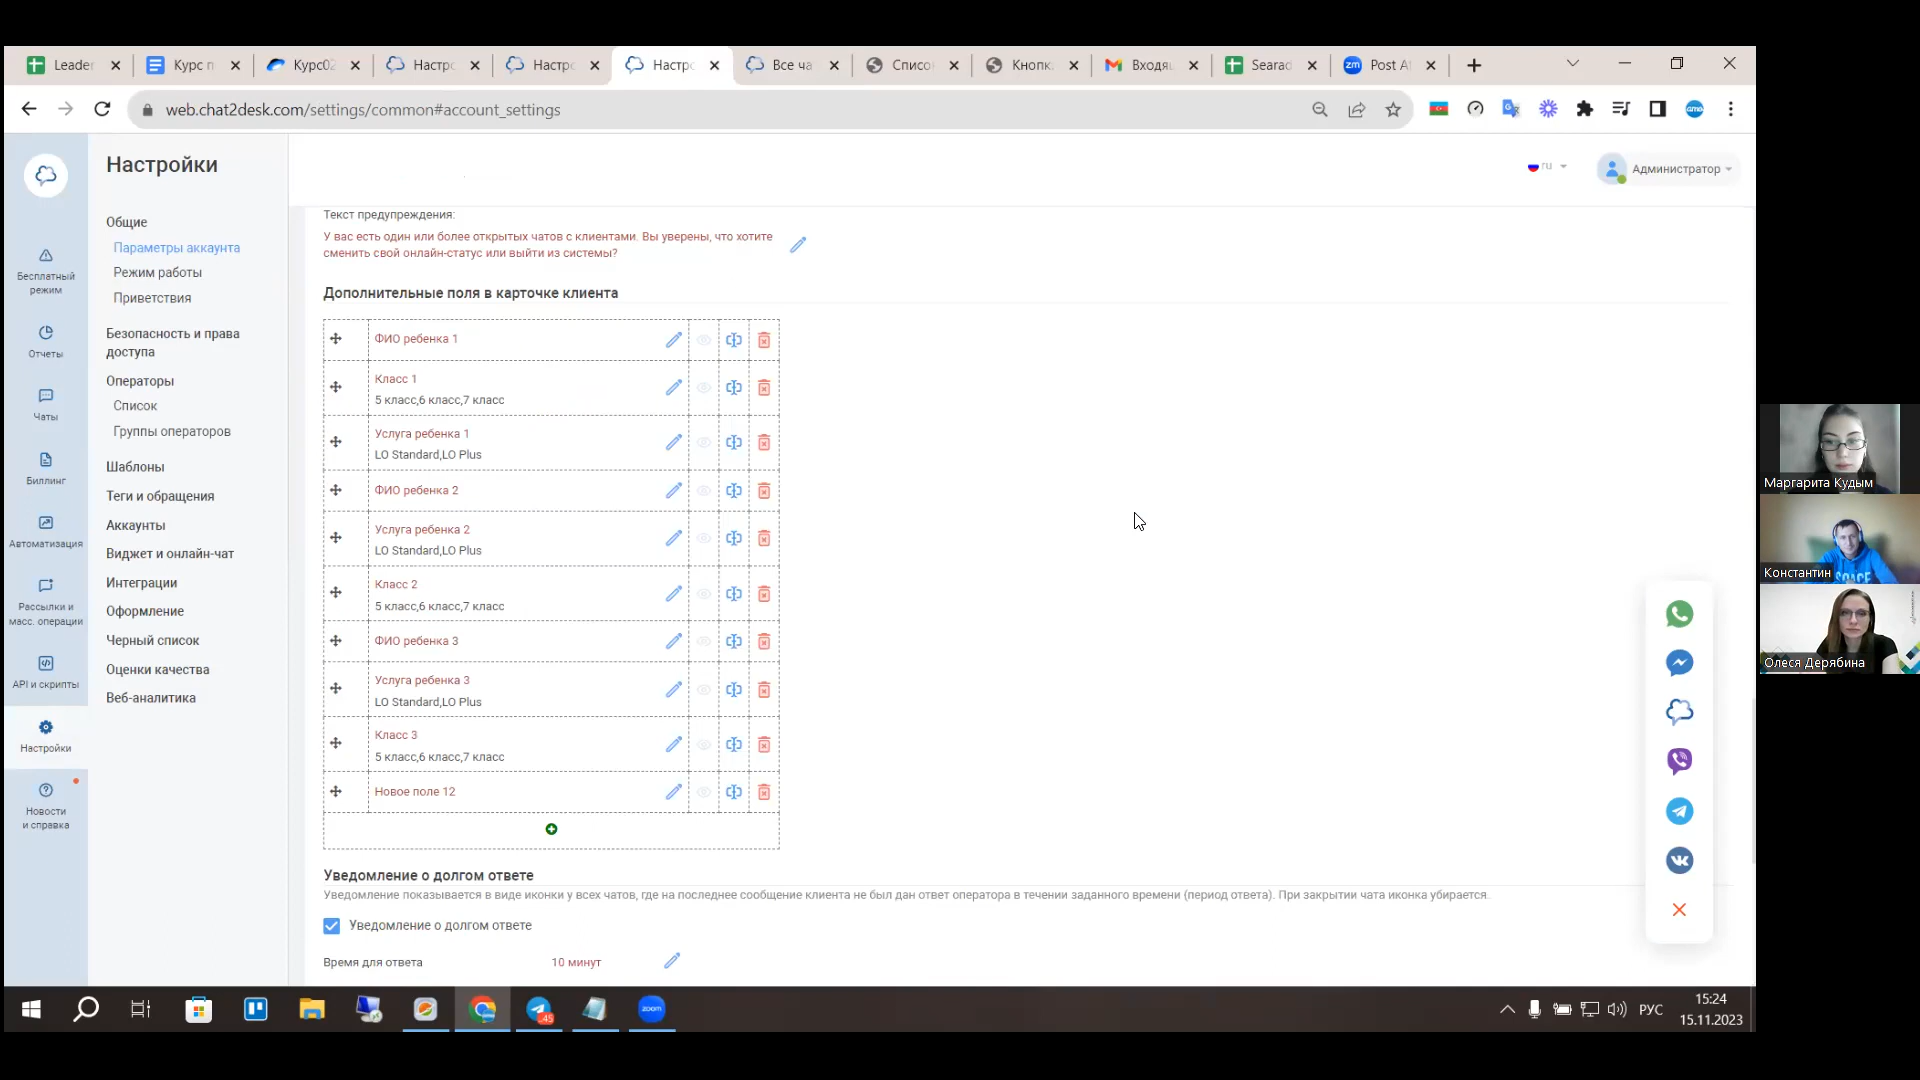 Leader
Курс п
Курс02
Настро
Настро
Настро
Все ча
Списо
Кнопк
Входящ
Searad
Post A
web.chat2desk.com/settings/common#account_settings
Настройки
ru
Администратор
Общие
Параметры аккаунта
Режим работы
Приветствия
Безопасность и права
доступа
Операторы
Список
Группы операторов
Шаблоны
Теги и обращения
Аккаунты
Виджет и онлайн-чат
Интеграции
Оформление
Черный список
Оценки качества
Веб-аналитика
Бесплатный
режим
Отчеты
Чаты
Биллинг
Автоматизация
Рассылки и
масс. операции
API и скрипты
Настройки
Новости
и справка
Текст предупреждения:
У вас есть один или более открытых чатов с клиентами. Вы уверены, что хотите
сменить свой онлайн-статус или выйти из системы?
Дополнительные поля в карточке клиента
ФИО ребенка 1
Класс 1
5 класс,6 класс,7 класс
Услуга ребенка 1
LO Standard,LO Plus
ФИО ребенка 2
Услуга ребенка 2
LO Standard,LO Plus
Класс 2
5 класс,6 класс,7 класс
ФИО ребенка 3
Услуга ребенка 3
LO Standard,LO Plus
Класс 3
5 класс,6 класс,7 класс
Новое поле 12
Уведомление о долгом ответе
Уведомление показывается в виде иконки у всех чатов, где на последнее сообщение клиента не был дан ответ оператора в течении заданного времени (период ответа). При закрытии чата иконка убирается.
Уведомление о долгом ответе
Время для ответа 10 минут
Маргарита Кудым
Константин
Олеся Дерябина
zoom
45
РУС
15:24
15.11.2023